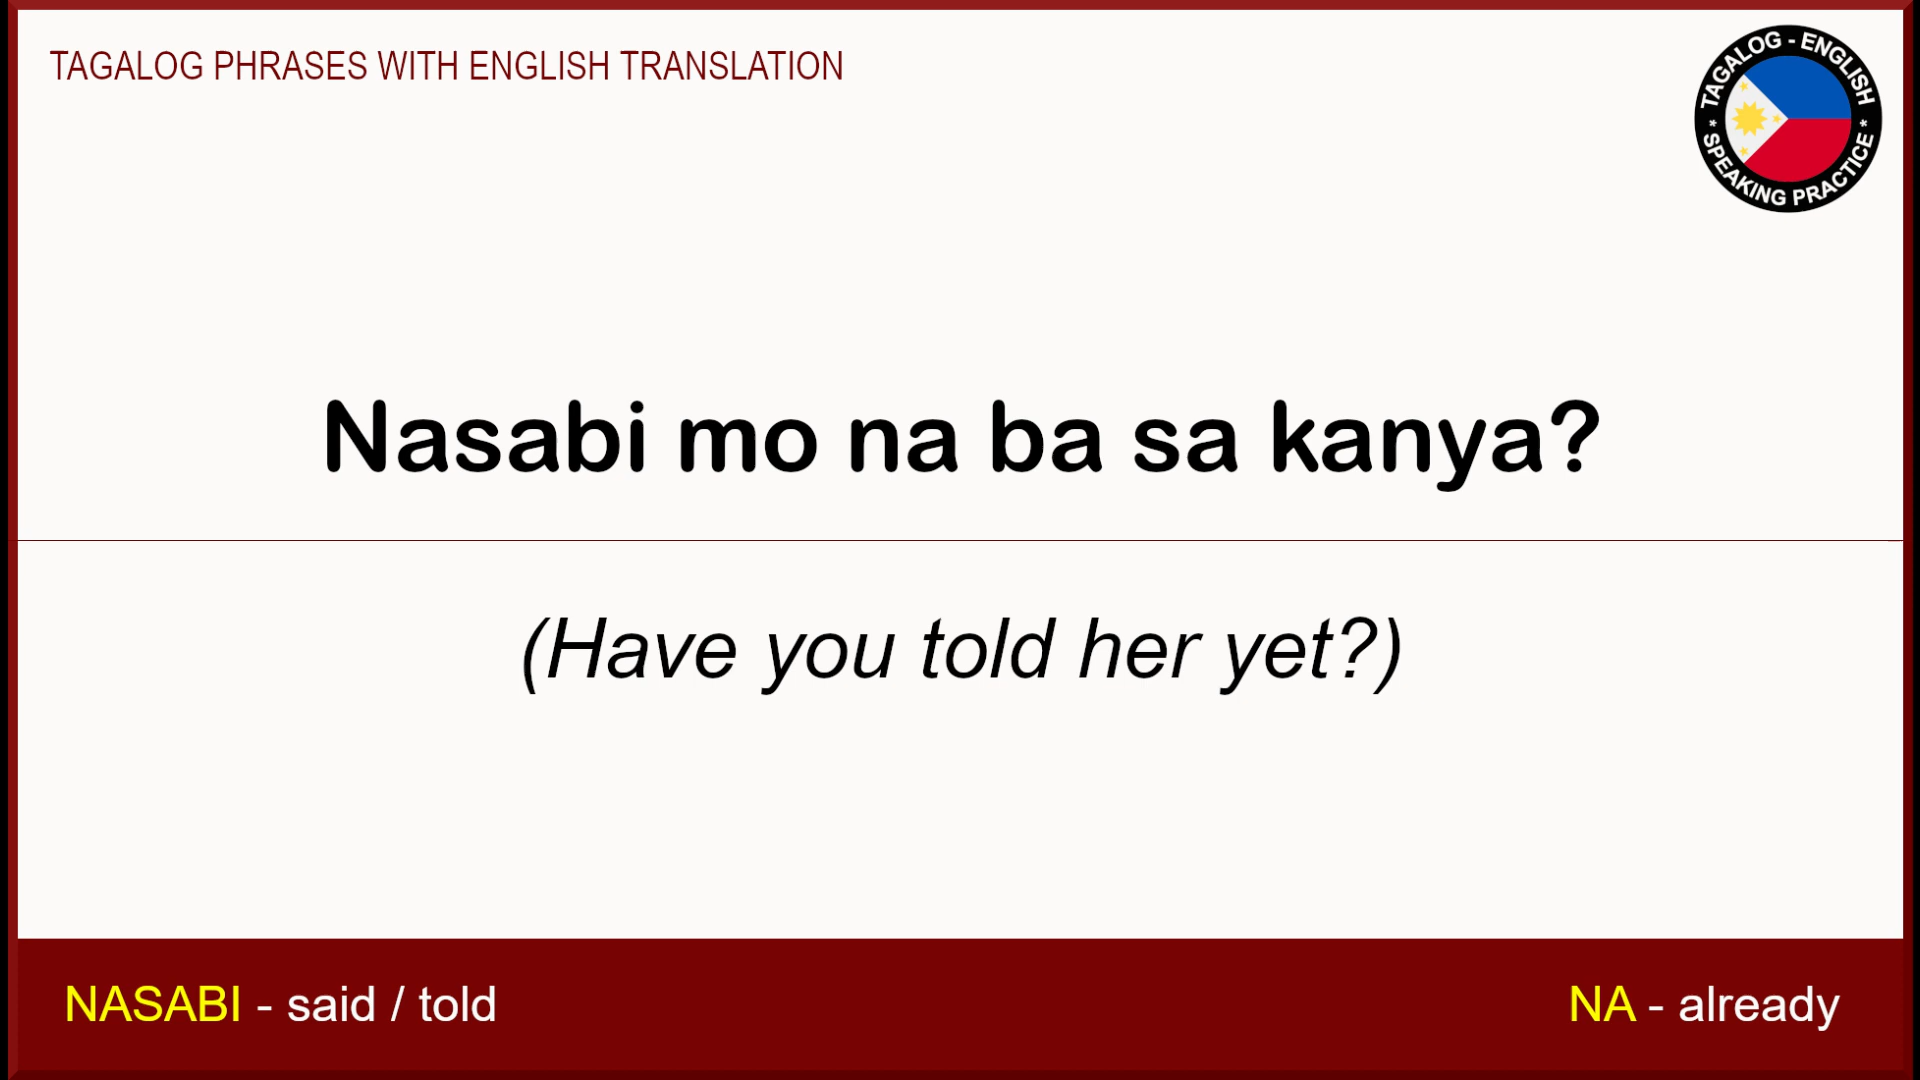 TAGALOG PHRASES WITH ENGLISH TRANSLATION
TAGALOG - ENGLISH
* SPEAKING PRACTICE *
Nasabi mo na ba sa kanya?
(Have you told her yet?)
NASABI - said / told
NA - already